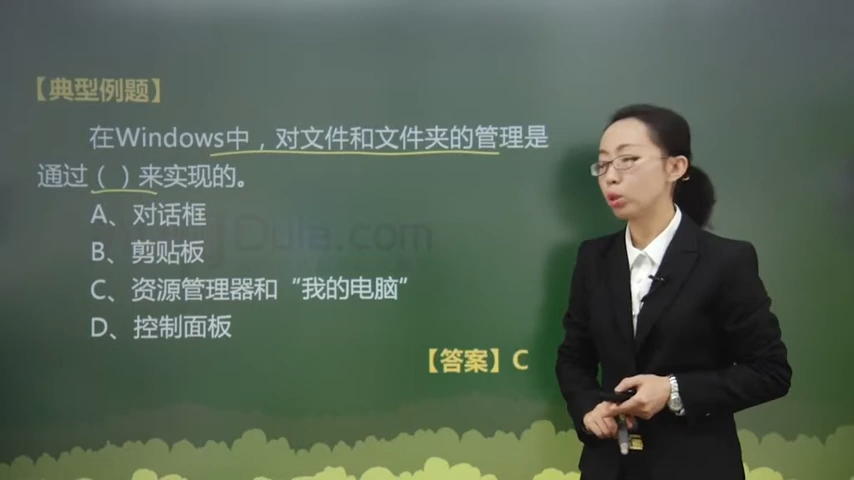 【典型例题】
在Windows中，对文件和文件夹的管理是
通过（ ）来实现的。
A、对话框
B、剪贴板
C、资源管理器和“我的电脑”
D、控制面板
【答案】C